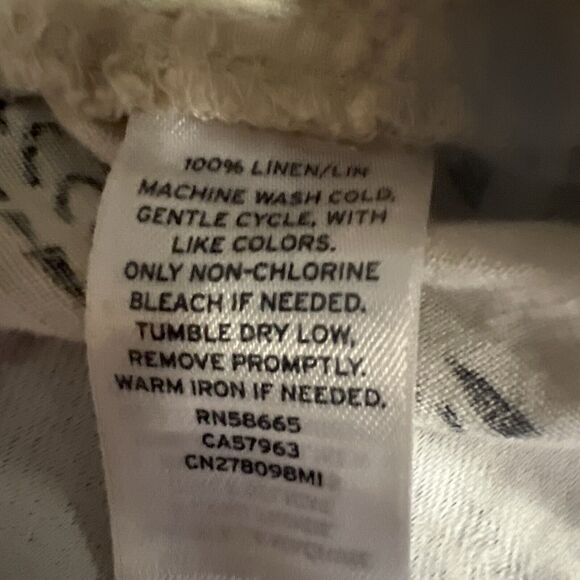 100% LINEN/LIN
MACHINE WASH COLD,
GENTLE CYCLE, WITH
LIKE COLORS.
ONLY NON-CHLORINE
BLEACH IF NEEDED.
TUMBLE DRY LOW,
REMOVE PROMPTLY.
WARM IRON IF NEEDED.
RN58665
CA57963
CN278098MI